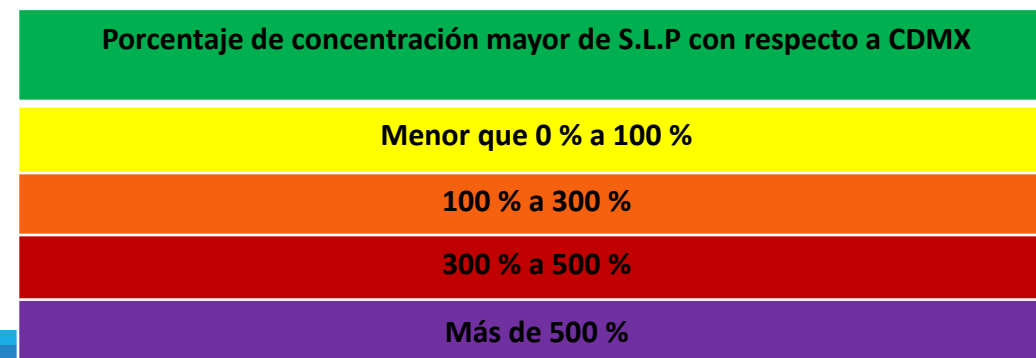 Porcentaje de concentración mayor de S.L.P con respecto a CDMX
Menor que 0 % a 100 %
100 % a 300 %
300 % a 500 %
Más de 500 %